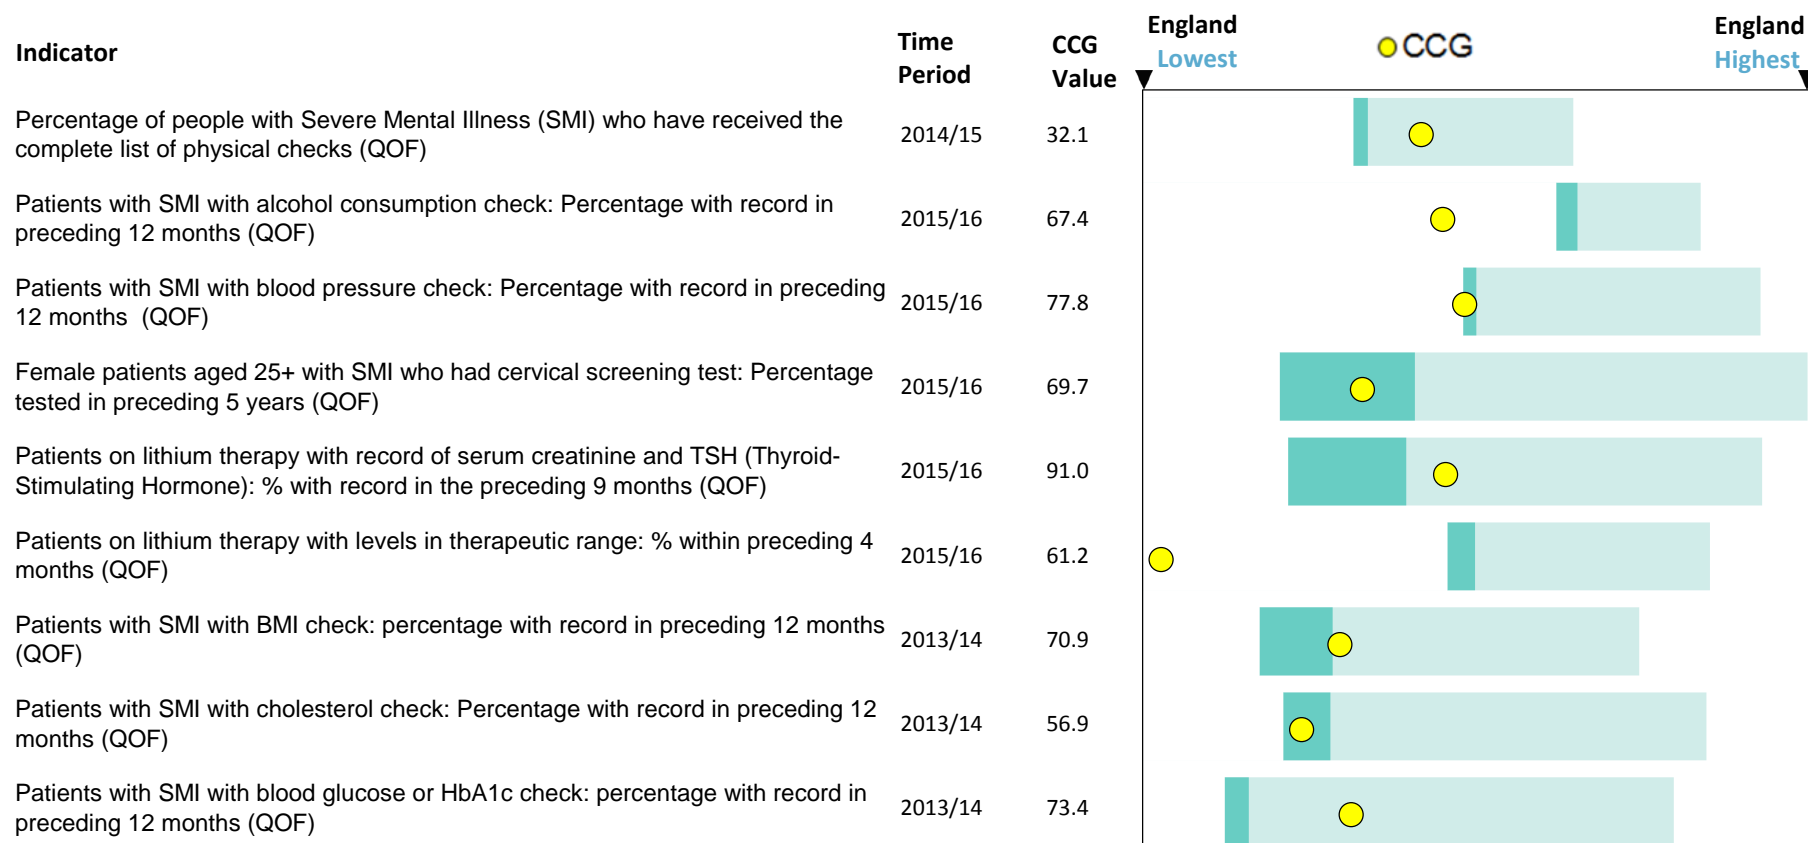 Indicator
Time Period
CCG Value
England Lowest
CCG
England Highest
Percentage of people with Severe Mental Illness (SMI) who have received the
complete list of physical checks (QOF)
2014/15
32.1
Patients with SMI with alcohol consumption check: Percentage with record in
preceding 12 months (QOF)
2015/16
67.4
Patients with SMI with blood pressure check: Percentage with record in preceding
12 months (QOF)
2015/16
77.8
Female patients aged 25+ with SMI who had cervical screening test: Percentage
tested in preceding 5 years (QOF)
2015/16
69.7
Patients on lithium therapy with record of serum creatinine and TSH (Thyroid-
Stimulating Hormone): % with record in the preceding 9 months (QOF)
2015/16
91.0
Patients on lithium therapy with levels in therapeutic range: % within preceding 4
months (QOF)
2015/16
61.2
Patients with SMI with BMI check: percentage with record in preceding 12 months
(QOF)
2013/14
70.9
Patients with SMI with cholesterol check: Percentage with record in preceding 12
months (QOF)
2013/14
56.9
Patients with SMI with blood glucose or HbA1c check: percentage with record in
preceding 12 months (QOF)
2013/14
73.4